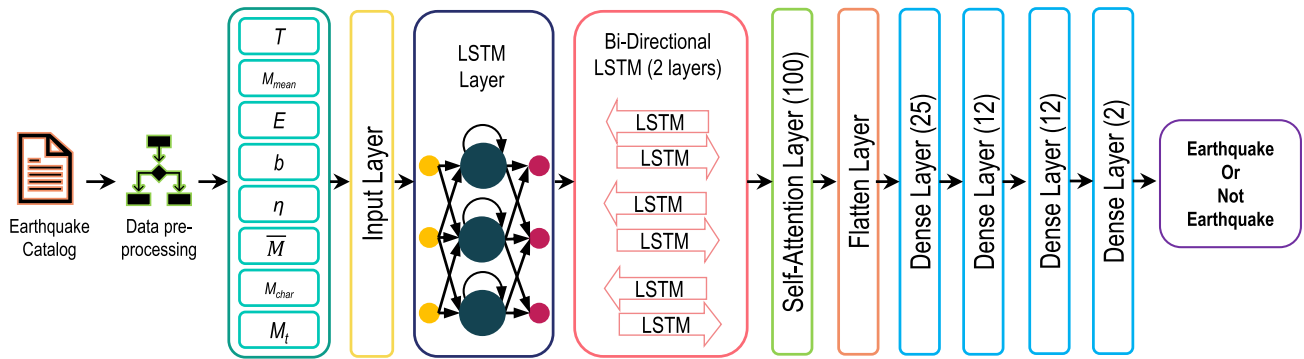 Earthquake
Catalog
Data pre-
processing
T
M_mean
E
b
η
M̅
M_char
M_t
Input Layer
LSTM
Layer
Bi-Directional
LSTM (2 layers)
LSTM
LSTM
LSTM
LSTM
LSTM
LSTM
Self-Attention Layer (100)
Flatten Layer
Dense Layer (25)
Dense Layer (12)
Dense Layer (12)
Dense Layer (2)
Earthquake
Or
Not
Earthquake